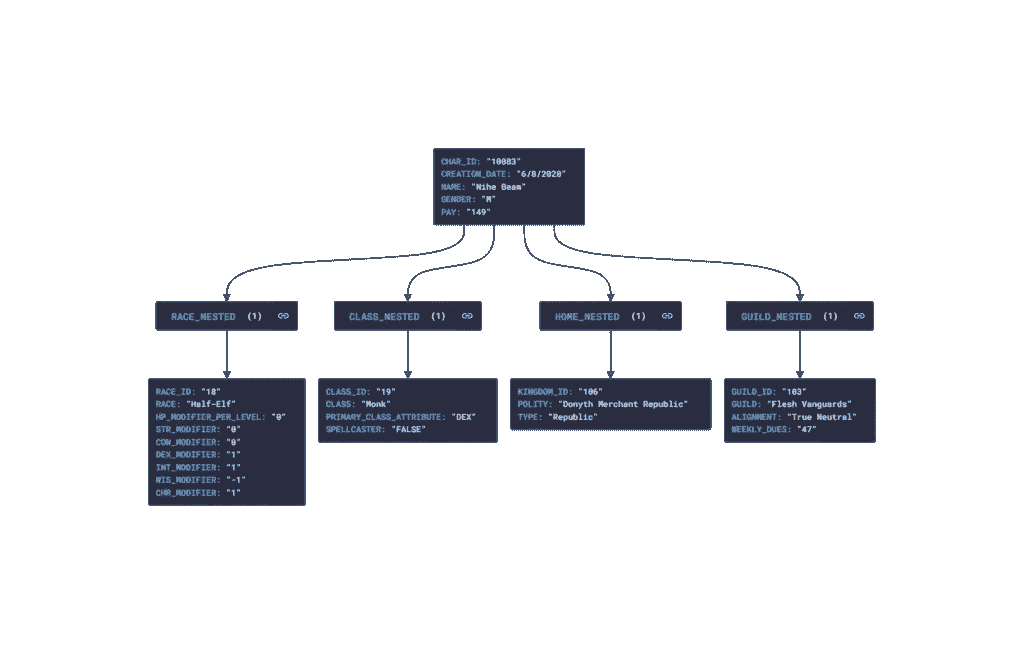 CHAR_ID: "10083"
CREATION_DATE: "6/8/2020"
NAME: "Nihe Beam"
GENDER: "M"
PAY: "149"
RACE_NESTED (1)
CLASS_NESTED (1)
HOME_NESTED (1)
GUILD_NESTED (1)
RACE_ID: "18"
RACE: "Half-Elf"
HP_MODIFIER_PER_LEVEL: "0"
STR_MODIFIER: "0"
CON_MODIFIER: "0"
DEX_MODIFIER: "1"
INT_MODIFIER: "1"
WIS_MODIFIER: "-1"
CHR_MODIFIER: "1"
CLASS_ID: "19"
CLASS: "Monk"
PRIMARY_CLASS_ATTRIBUTE: "DEX"
SPELLCASTER: "FALSE"
KINGDOM_ID: "106"
POLITY: "Donyth Merchant Republic"
TYPE: "Republic"
GUILD_ID: "103"
GUILD: "Flesh Vanguards"
ALIGNMENT: "True Neutral"
WEEKLY_DUES: "47"